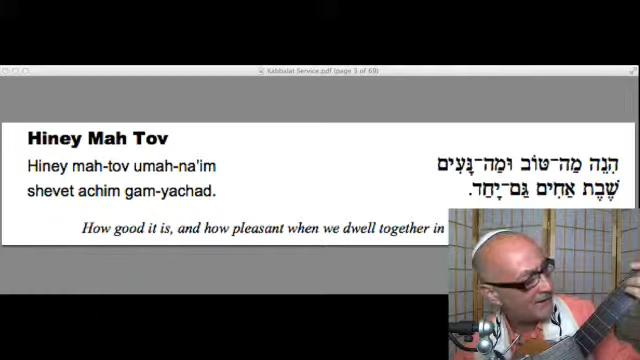 Kabbalat Service.pdf (page 3 of 69)
Hiney Mah Tov
Hiney mah-tov umah-na'im
shevet achim gam-yachad.
הִנֵּה מַה־טּוֹב וּמַה־נָּעִים
שֶׁבֶת אַחִים גַּם־יָחַד.
How good it is, and how pleasant when we dwell together in